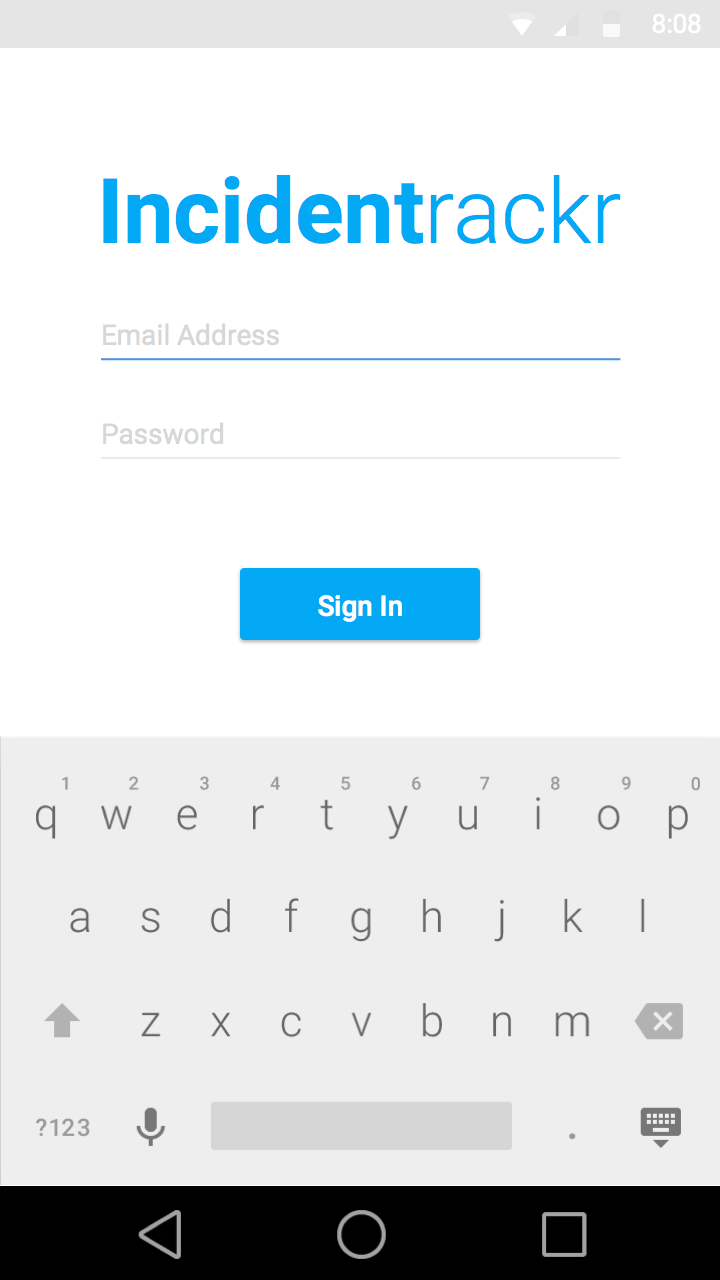 8:08
Incidentrackr
Email Address
Password
Sign In
1 2 3 4 5 6 7 8 9 0
q w e r t y u i o p
a s d f g h j k l
z x c v b n m
?123 .